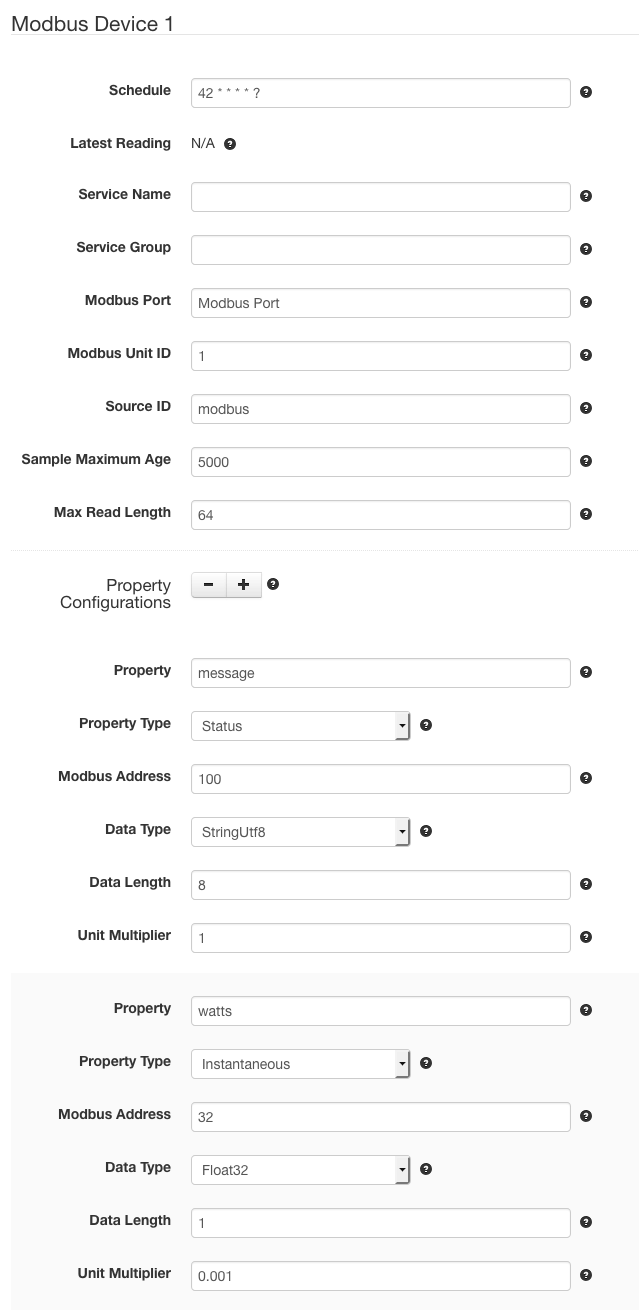 Modbus Device 1
Schedule 42 * * * * ?
Latest Reading N/A
Service Name
Service Group
Modbus Port Modbus Port
Modbus Unit ID 1
Source ID modbus
Sample Maximum Age 5000
Max Read Length 64
Property
Configurations
Property message
Property Type Status
Modbus Address 100
Data Type StringUtf8
Data Length 8
Unit Multiplier 1
Property watts
Property Type Instantaneous
Modbus Address 32
Data Type Float32
Data Length 1
Unit Multiplier 0.001